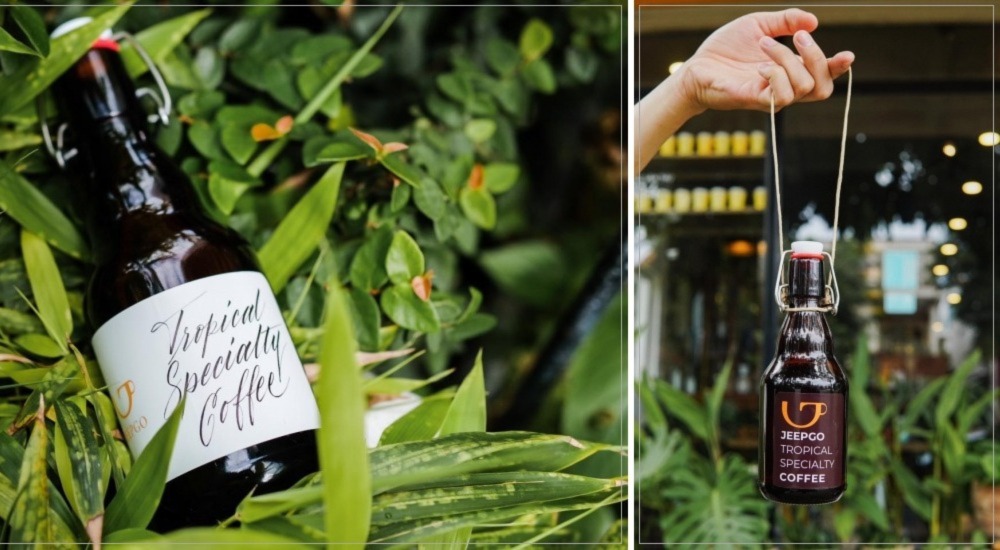 Tropical
Specialty
Coffee
JEEPGO
TROPICAL
SPECIALTY
COFFEE